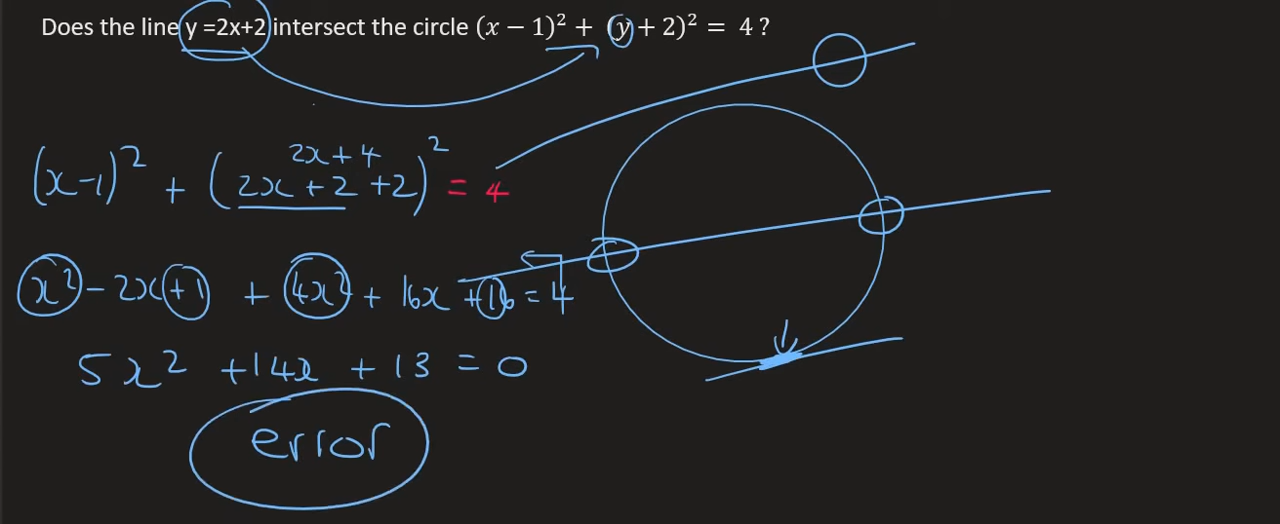 Does the line y =2x+2 intersect the circle (x − 1)² + (y + 2)² = 4 ?
2x+4
(x-1)² + (2x+2+2)² = 4
x²-2x+1 + 4x² + 16x +16 = 4
5x² +14x + 13 = 0
error